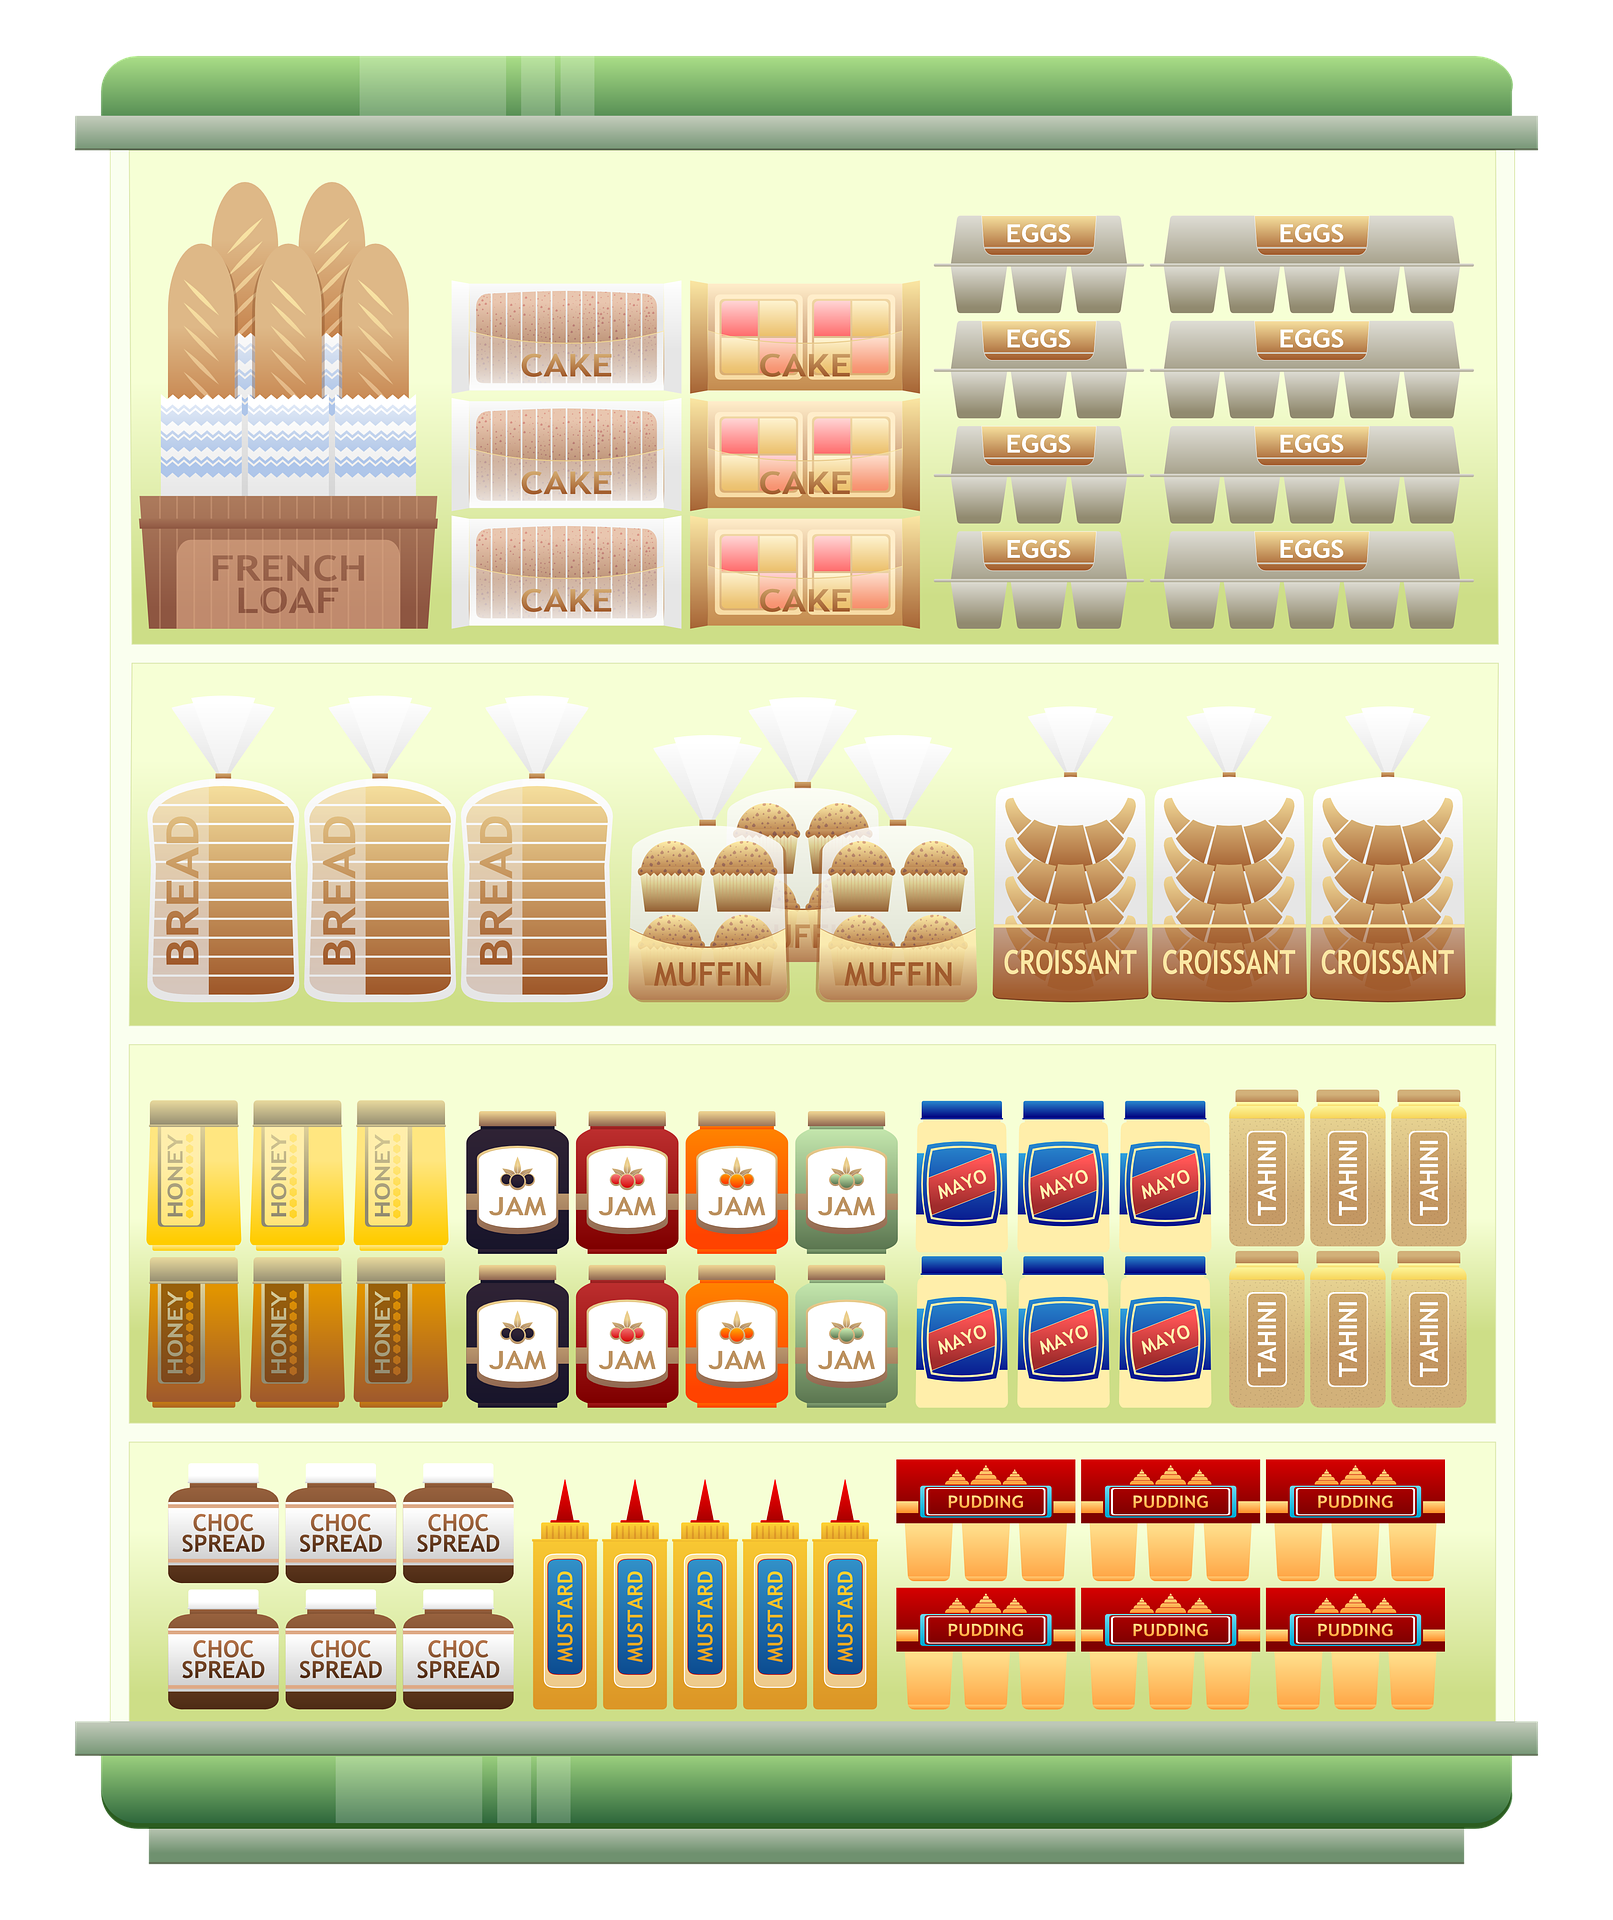 EGGS EGGS
CAKE CAKE
EGGS EGGS
CAKE CAKE
EGGS EGGS
FRENCH
LOAF
CAKE CAKE
EGGS EGGS
BREAD BREAD BREAD
MUFFIN MUFFIN
CROISSANT CROISSANT CROISSANT
HONEY HONEY HONEY
JAM JAM JAM JAM
MAYO MAYO MAYO
TAHINI TAHINI TAHINI
HONEY HONEY HONEY
JAM JAM JAM JAM
MAYO MAYO MAYO
TAHINI TAHINI TAHINI
CHOC CHOC CHOC
SPREAD SPREAD SPREAD
MUSTARD MUSTARD MUSTARD MUSTARD MUSTARD
PUDDING PUDDING PUDDING
CHOC CHOC CHOC
SPREAD SPREAD SPREAD
PUDDING PUDDING PUDDING